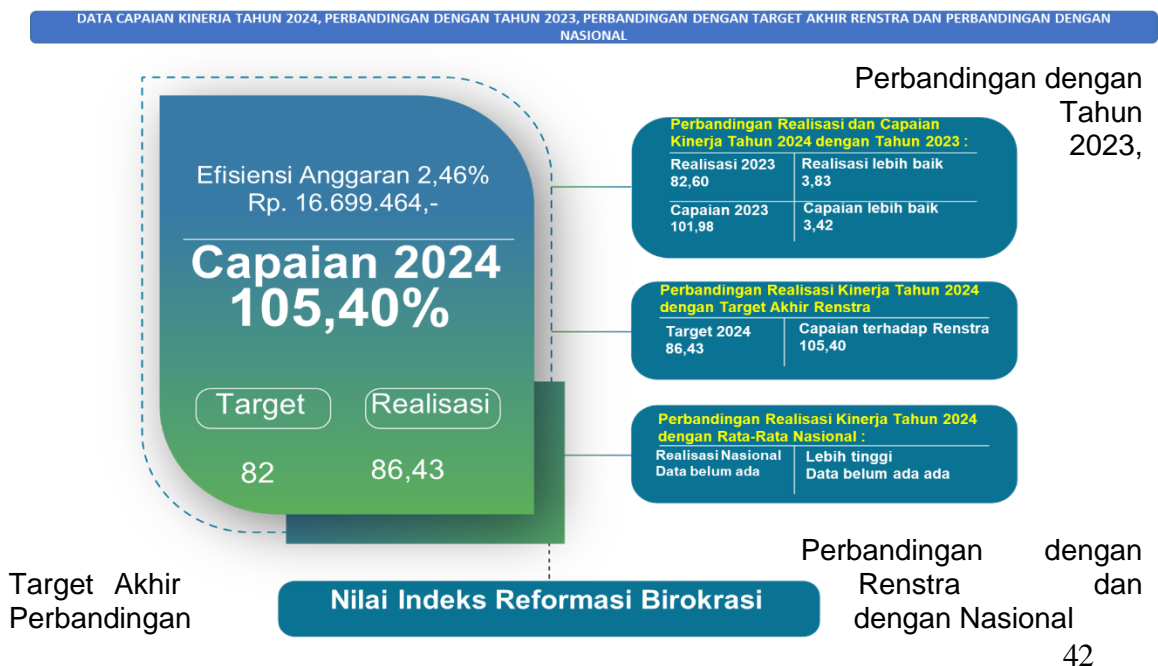 DATA CAPAIAN KINERJA TAHUN 2024, PERBANDINGAN DENGAN TAHUN 2023, PERBANDINGAN DENGAN TARGET AKHIR RENSTRA DAN PERBANDINGAN DENGAN
NASIONAL
Perbandingan dengan
Tahun
2023,
Efisiensi Anggaran 2,46%
Rp. 16.699.464,-
Capaian 2024
105,40%
Target Realisasi
82 86,43
Perbandingan Realisasi dan Capaian
Kinerja Tahun 2024 dengan Tahun 2023 :
Realisasi 2023 Realisasi lebih baik
82,60 3,83
Capaian 2023 Capaian lebih baik
101,98 3,42
Perbandingan Realisasi Kinerja Tahun 2024
dengan Target Akhir Renstra
Target 2024 Capaian terhadap Renstra
86,43 105,40
Perbandingan Realisasi Kinerja Tahun 2024
dengan Rata-Rata Nasional :
Realisasi Nasional Lebih tinggi
Data belum ada Data belum ada ada
Nilai Indeks Reformasi Birokrasi
Perbandingan dengan
Target Akhir Renstra dan
Perbandingan dengan Nasional
42